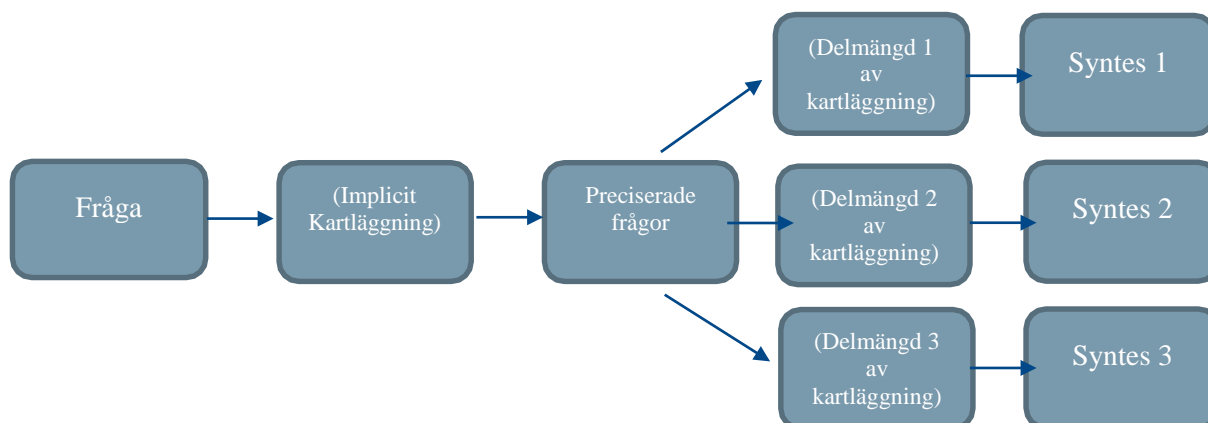 Fråga
(Implicit
Kartläggning)
Preciserade
frågor
(Delmängd 1
av
kartläggning)
Syntes 1
(Delmängd 2
av
kartläggning)
Syntes 2
(Delmängd 3
av
kartläggning)
Syntes 3